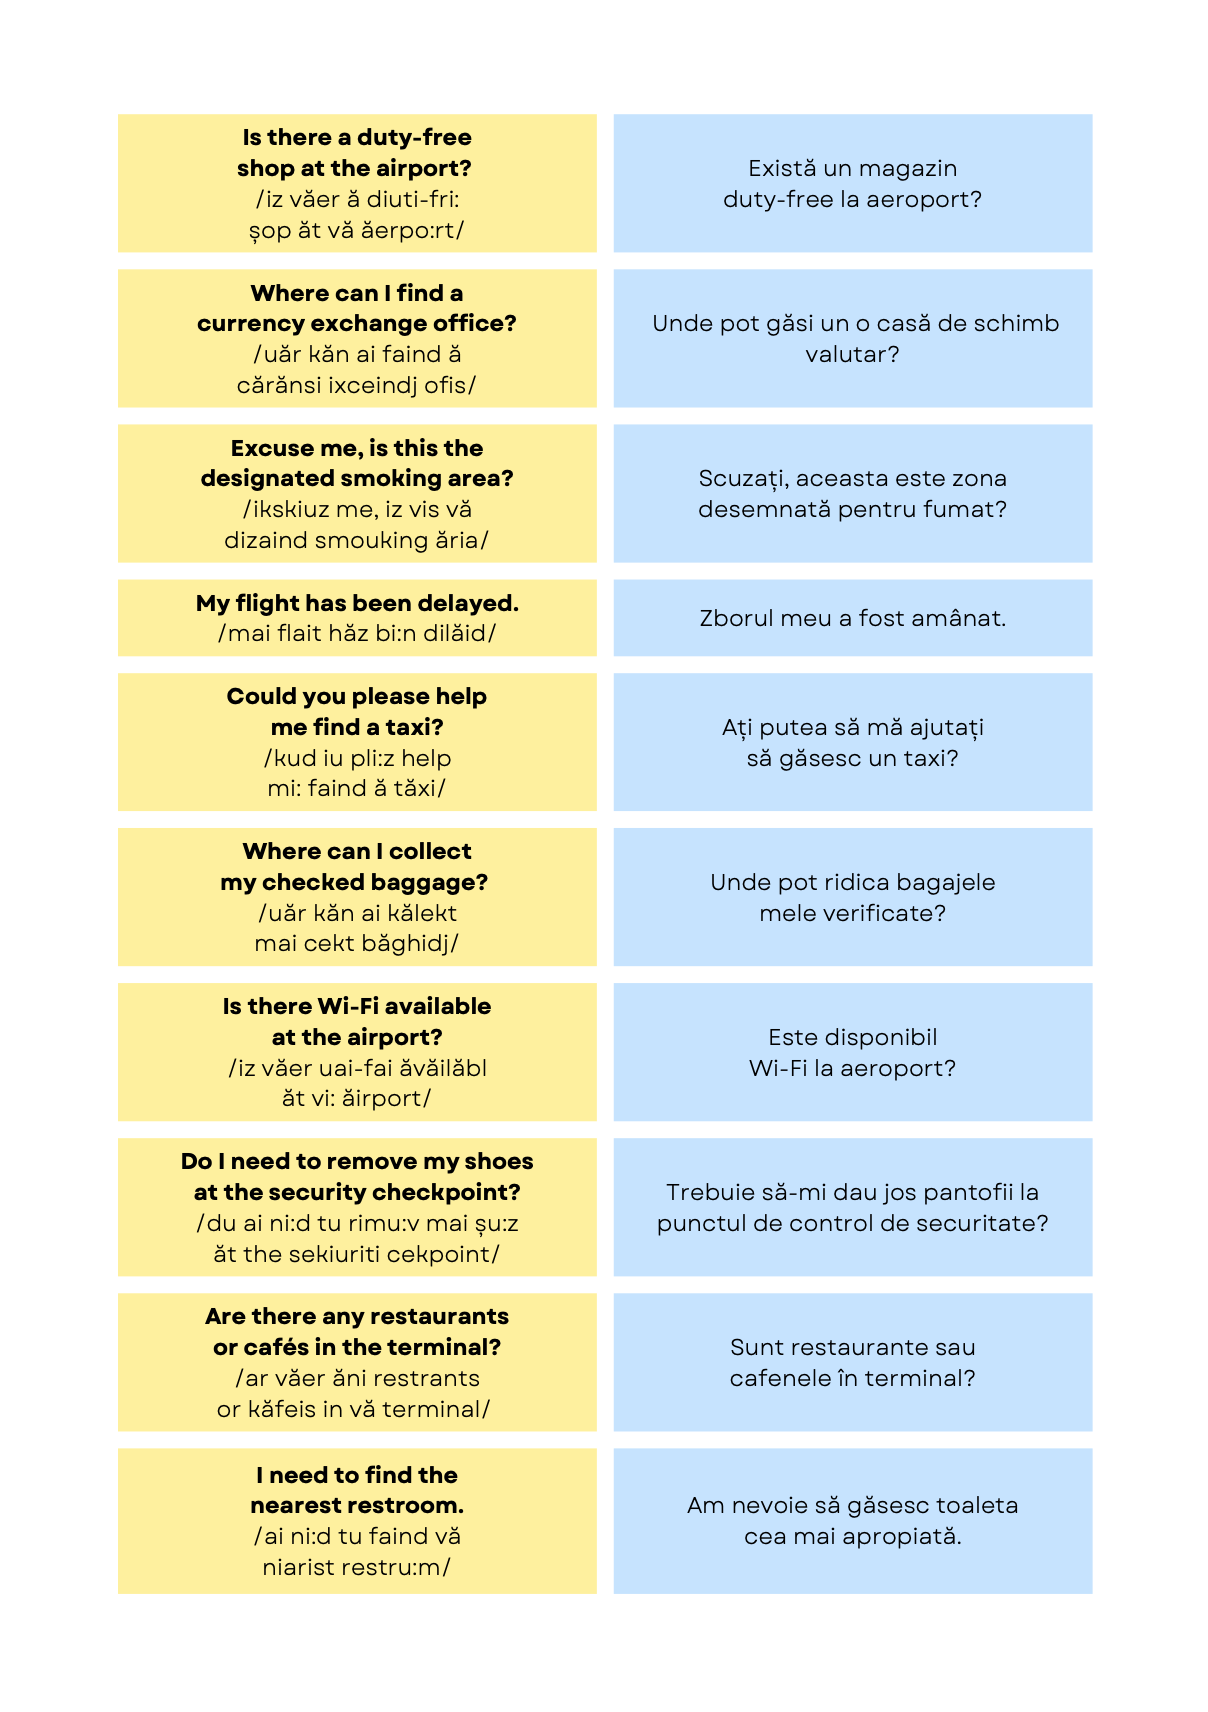 Is there a duty-free
shop at the airport?
/iz văer ă diuti-fri:
șop ăt vă ăerpo:rt/
Există un magazin
duty-free la aeroport?
Where can I find a
currency exchange office?
/uăr kăn ai faind ă
cărănsi ixceindj ofis/
Unde pot găsi un o casă de schimb
valutar?
Excuse me, is this the
designated smoking area?
/ikskiuz me, iz vis vă
dizaind smouking ăria/
Scuzați, aceasta este zona
desemnată pentru fumat?
My flight has been delayed.
/mai flait hăz bi:n dilăid/
Zborul meu a fost amânat.
Could you please help
me find a taxi?
/kud iu pli:z help
mi: faind ă tăxi/
Ați putea să mă ajutați
să găsesc un taxi?
Where can I collect
my checked baggage?
/uăr kăn ai kălekt
mai cekt băghidj/
Unde pot ridica bagajele
mele verificate?
Is there Wi-Fi available
at the airport?
/iz văer uai-fai ăvăilăbl
ăt vi: ăirport/
Este disponibil
Wi-Fi la aeroport?
Do I need to remove my shoes
at the security checkpoint?
/du ai ni:d tu rimu:v mai șu:z
ăt the sekiuriti cekpoint/
Trebuie să-mi dau jos pantofii la
punctul de control de securitate?
Are there any restaurants
or cafés in the terminal?
/ar văer ăni restrants
or kăfeis in vă terminal/
Sunt restaurante sau
cafenele în terminal?
I need to find the
nearest restroom.
/ai ni:d tu faind vă
niarist restru:m/
Am nevoie să găsesc toaleta
cea mai apropiată.